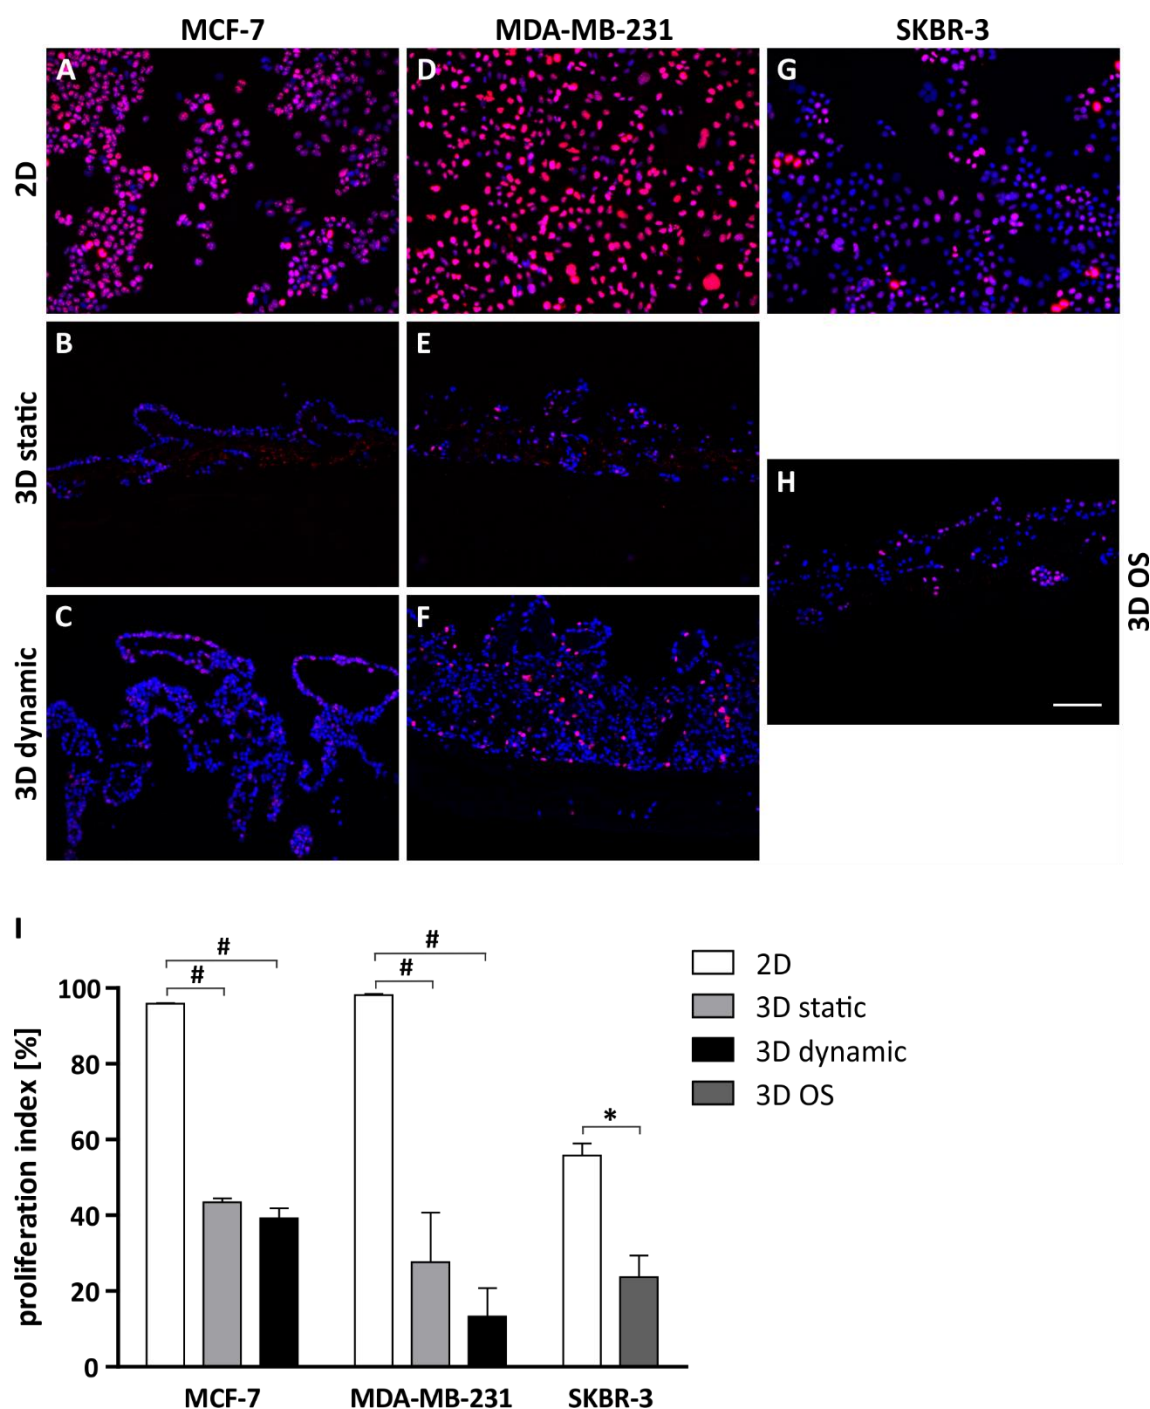 MCF-7 MDA-MB-231 SKBR-3
2D
A D G
3D static
B E
H
3D OS
3D dynamic
C F
I
proliferation index [%]
100
80
60
40
20
0
# #
# #
*
2D
3D static
3D dynamic
3D OS
MCF-7 MDA-MB-231 SKBR-3